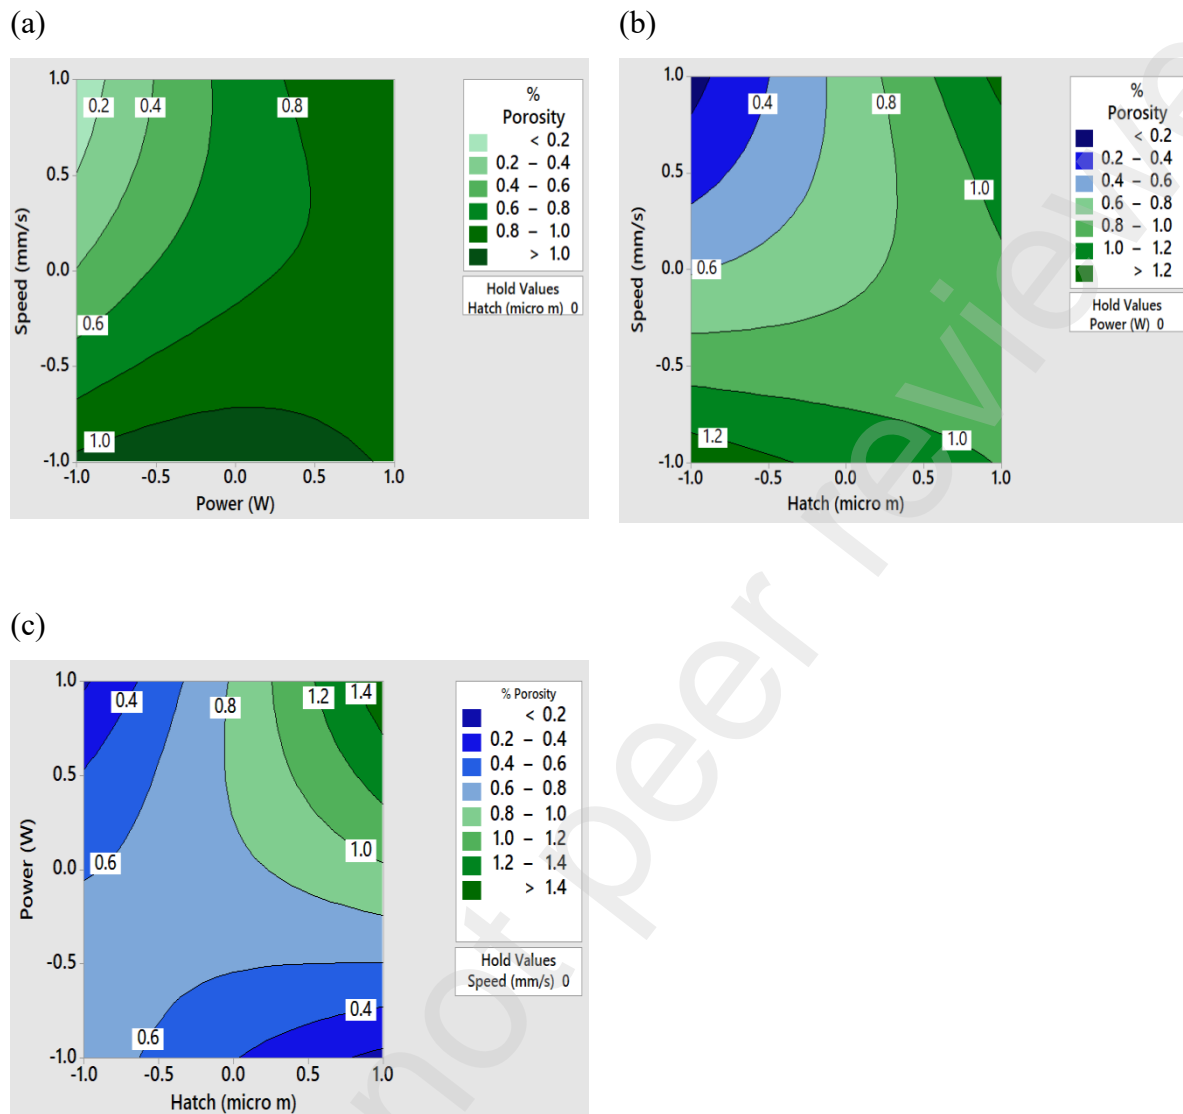 (a)
1.0
0.5
0.0
-0.5
-1.0
Speed (mm/s)
0.2
0.4
0.8
0.6
1.0
-1.0
-0.5
0.0
0.5
1.0
Power (W)
%
Porosity
< 0.2
0.2 – 0.4
0.4 – 0.6
0.6 – 0.8
0.8 – 1.0
> 1.0
Hold Values
Hatch (micro m) 0
(b)
1.0
0.5
0.0
-0.5
-1.0
Speed (mm/s)
0.4
0.8
1.0
0.6
1.2
1.0
-1.0
-0.5
0.0
0.5
1.0
Hatch (micro m)
%
Porosity
< 0.2
0.2 – 0.4
0.4 – 0.6
0.6 – 0.8
0.8 – 1.0
1.0 – 1.2
> 1.2
Hold Values
Power (W) 0
(c)
1.0
0.5
0.0
-0.5
-1.0
Power (W)
0.4
0.8
1.2
1.4
0.6
1.0
0.4
0.6
-1.0
-0.5
0.0
0.5
1.0
Hatch (micro m)
% Porosity
< 0.2
0.2 – 0.4
0.4 – 0.6
0.6 – 0.8
0.8 – 1.0
1.0 – 1.2
1.2 – 1.4
> 1.4
Hold Values
Speed (mm/s) 0
not peer reviewe